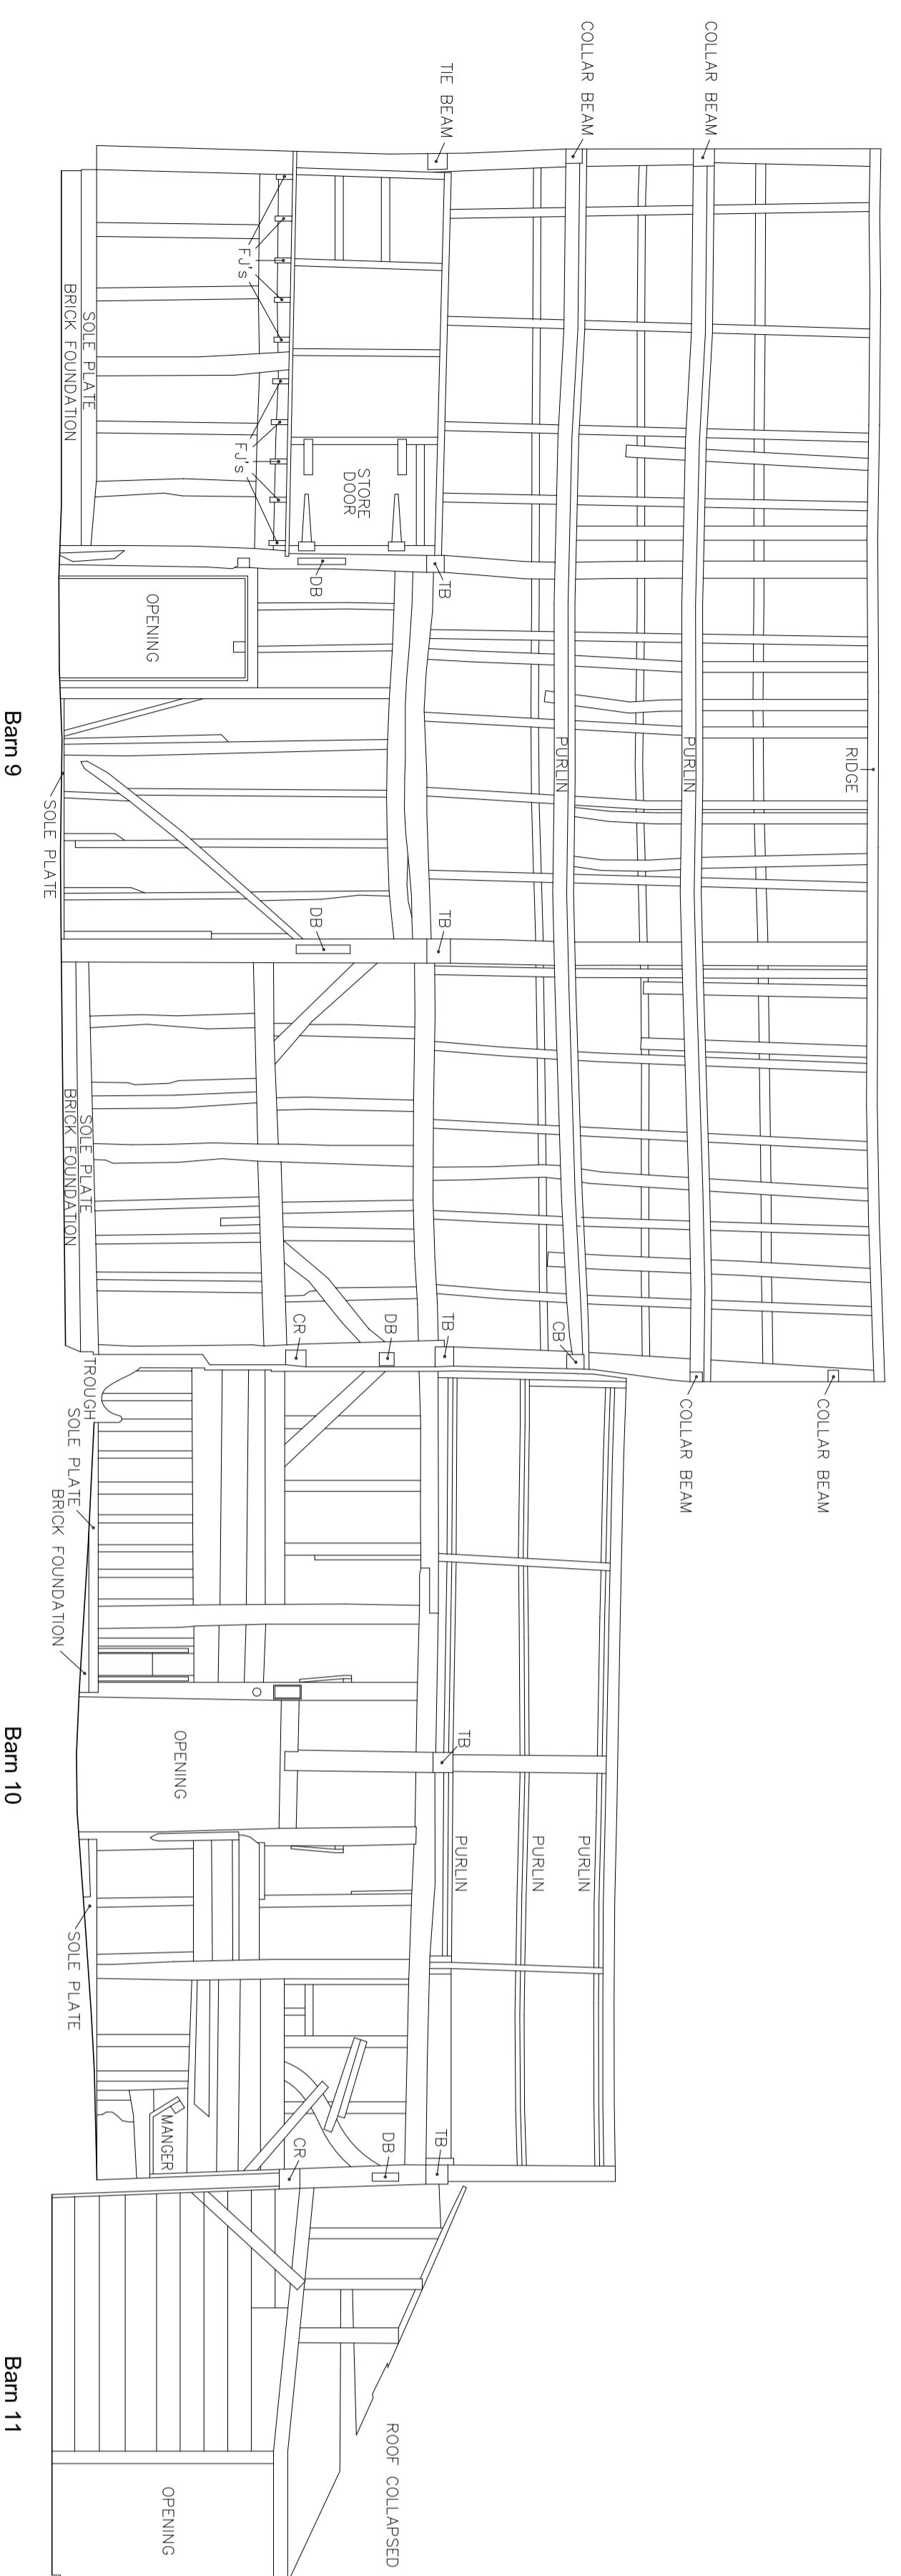 COLLAR BEAM
COLLAR BEAM
TIE BEAM
RIDGE
PURLIN
PURLIN
TB
TB
TB
CB
COLLAR BEAM
COLLAR BEAM
STORE
DOOR
DB
DB
DB
CR
FJ's
FJ's
OPENING
SOLE PLATE
BRICK FOUNDATION
SOLE PLATE
SOLE PLATE
BRICK FOUNDATION
Barn 9
PURLIN
PURLIN
PURLIN
TB
TB
DB
CR
OPENING
MANGER
TROUGH
SOLE PLATE
BRICK FOUNDATION
SOLE PLATE
Barn 10
ROOF COLLAPSED
OPENING
Barn 11